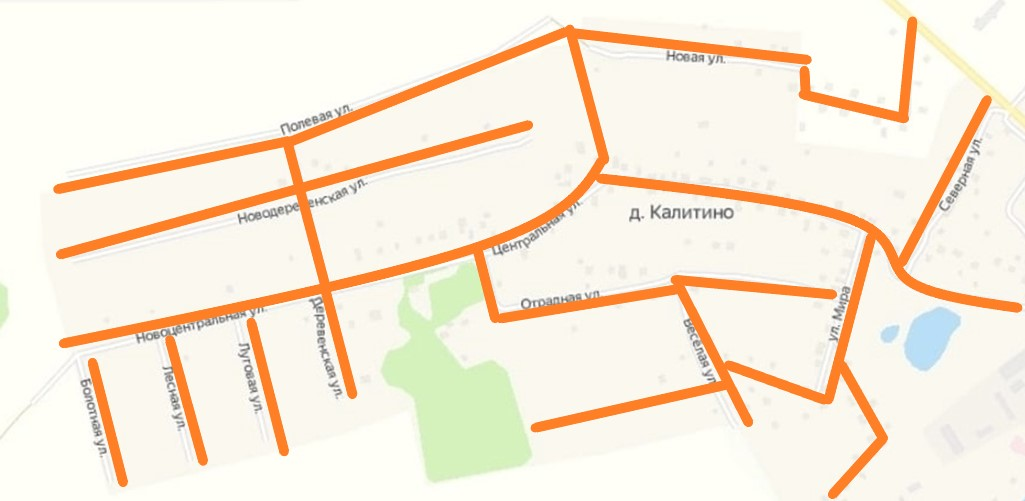 Новая ул.
Полевая ул.
Северная ул.
Новодеревенская ул.
д. Калитино
Центральная ул.
Отрадная ул.
ул. Мира
Новоцентральная ул.
Деревенская ул.
Весёлая ул.
Луговая ул.
Лесная ул.
Болотная ул.